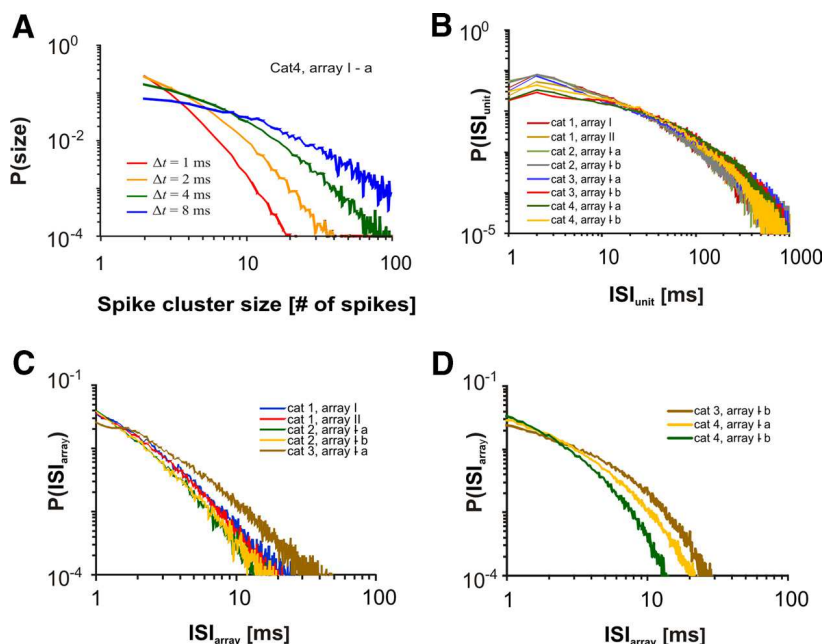 A
10⁰
10⁻²
10⁻⁴
P(size)
Cat4, array I - a
Δt = 1 ms
Δt = 2 ms
Δt = 4 ms
Δt = 8 ms
1
10
100
Spike cluster size [# of spikes]
B
10⁰
10⁻⁵
P(ISIunit)
cat 1, array I
cat 1, array II
cat 2, array I-a
cat 2, array I-b
cat 3, array I-a
cat 3, array I-b
cat 4, array I-a
cat 4, array I-b
1
10
100
1000
ISIunit [ms]
C
10⁻¹
10⁻⁴
P(ISIarray)
cat 1, array I
cat 1, array II
cat 2, array I-a
cat 2, array I-b
cat 3, array I-a
1
10
100
ISIarray [ms]
D
10⁻¹
10⁻⁴
P(ISIarray)
cat 3, array I-b
cat 4, array I-a
cat 4, array I-b
1
10
100
ISIarray [ms]